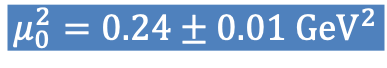 μ₀² = 0.24 ± 0.01 GeV²